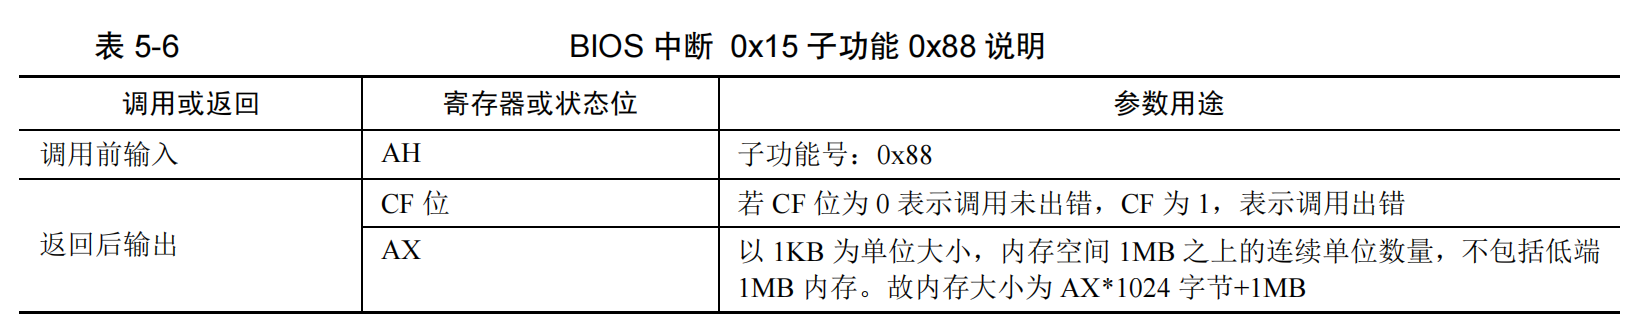 表 5-6 BIOS 中断 0x15 子功能 0x88 说明
调用或返回 寄存器或状态位 参数用途
调用前输入 AH 子功能号：0x88
返回后输出 CF 位 若 CF 位为 0 表示调用未出错，CF 为 1，表示调用出错
AX 以 1KB 为单位大小，内存空间 1MB 之上的连续单位数量，不包括低端
1MB 内存。故内存大小为 AX*1024 字节+1MB